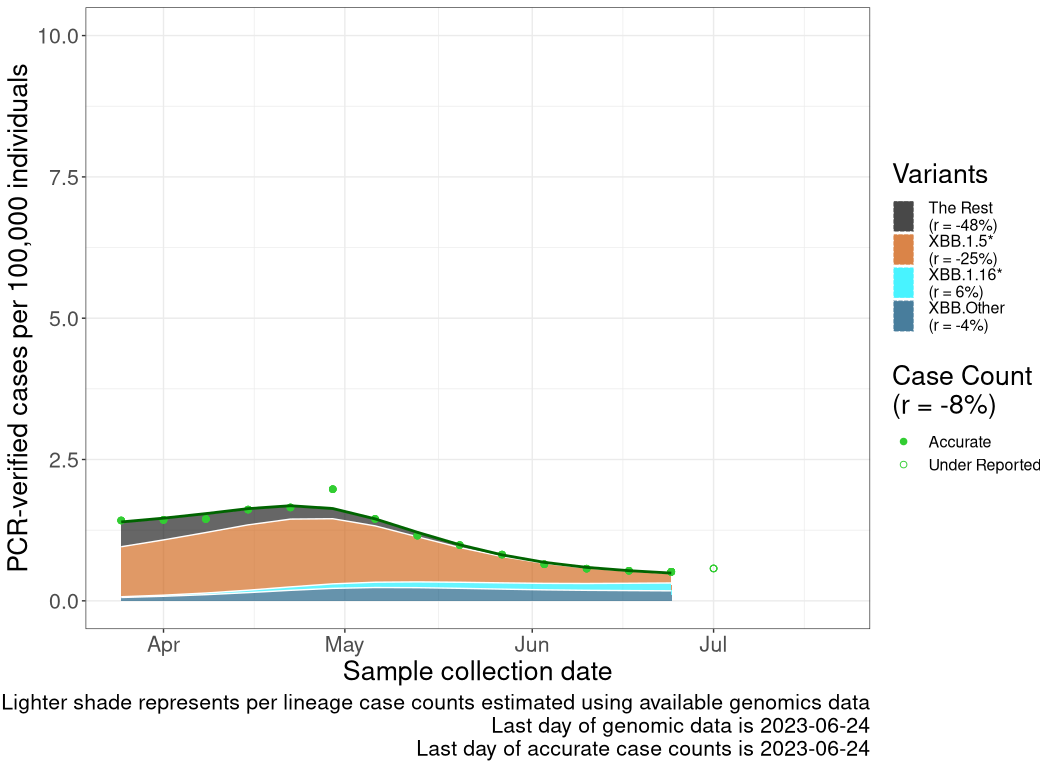 PCR-verified cases per 100,000 individuals
10.0
7.5
5.0
2.5
0.0
Apr
May
Jun
Jul
Sample collection date
Lighter shade represents per lineage case counts estimated using available genomics data
Last day of genomic data is 2023-06-24
Last day of accurate case counts is 2023-06-24
Variants
The Rest
(r = -48%)
XBB.1.5*
(r = -25%)
XBB.1.16*
(r = 6%)
XBB.Other
(r = -4%)
Case Count
(r = -8%)
Accurate
Under Reported